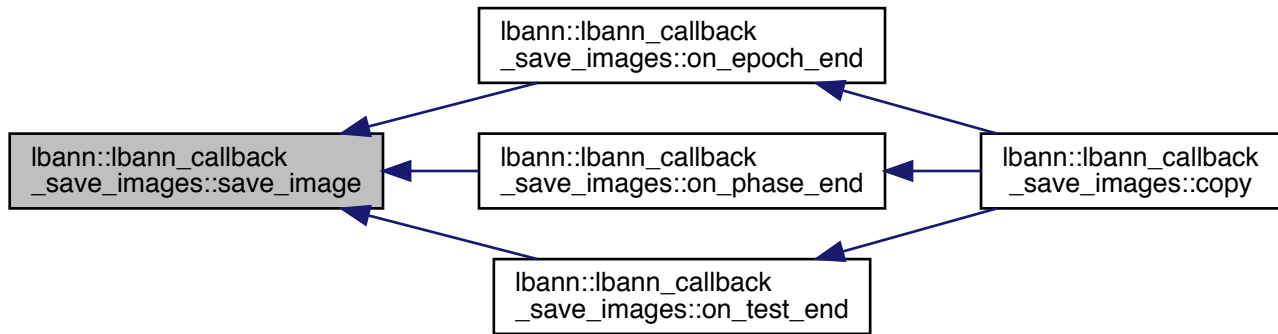 lbann::lbann_callback
_save_images::on_epoch_end
lbann::lbann_callback
_save_images::save_image
lbann::lbann_callback
_save_images::on_phase_end
lbann::lbann_callback
_save_images::copy
lbann::lbann_callback
_save_images::on_test_end